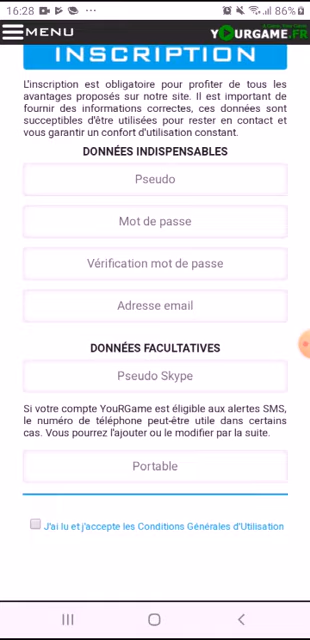 16:28 86%
MENU YOURGAME.FR
INSCRIPTION
L'inscription est obligatoire pour profiter de tous les
avantages proposés sur notre site. Il est important de
fournir des informations correctes, ces données sont
susceptibles d'être utilisées pour rester en contact et
vous garantir un confort d'utilisation constant.
DONNÉES INDISPENSABLES
Pseudo
Mot de passe
Vérification mot de passe
Adresse email
DONNÉES FACULTATIVES
Pseudo Skype
Si votre compte YouRGame est éligible aux alertes SMS,
le numéro de téléphone peut-être utile dans certains
cas. Vous pourrez l'ajouter ou le modifier par la suite.
Portable
J'ai lu et j'accepte les Conditions Générales d'Utilisation